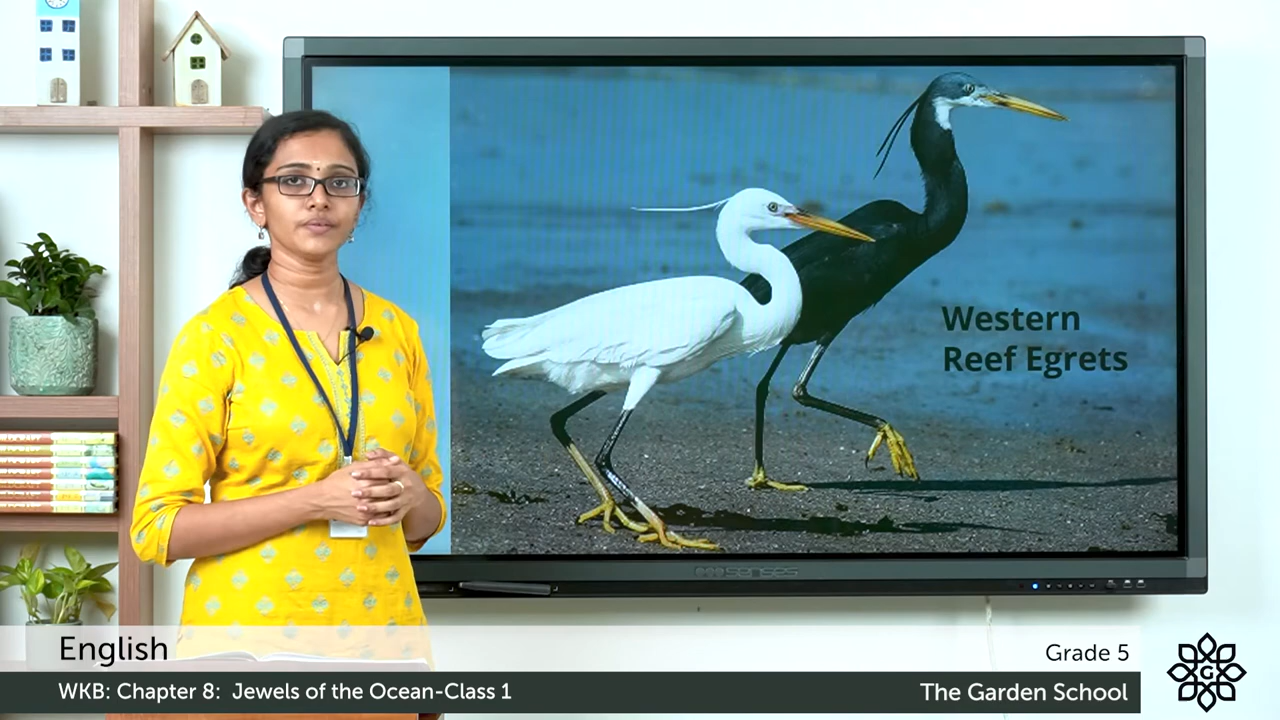 Western
Reef Egrets
English
Grade 5
WKB: Chapter 8:  Jewels of the Ocean-Class 1
The Garden School
G